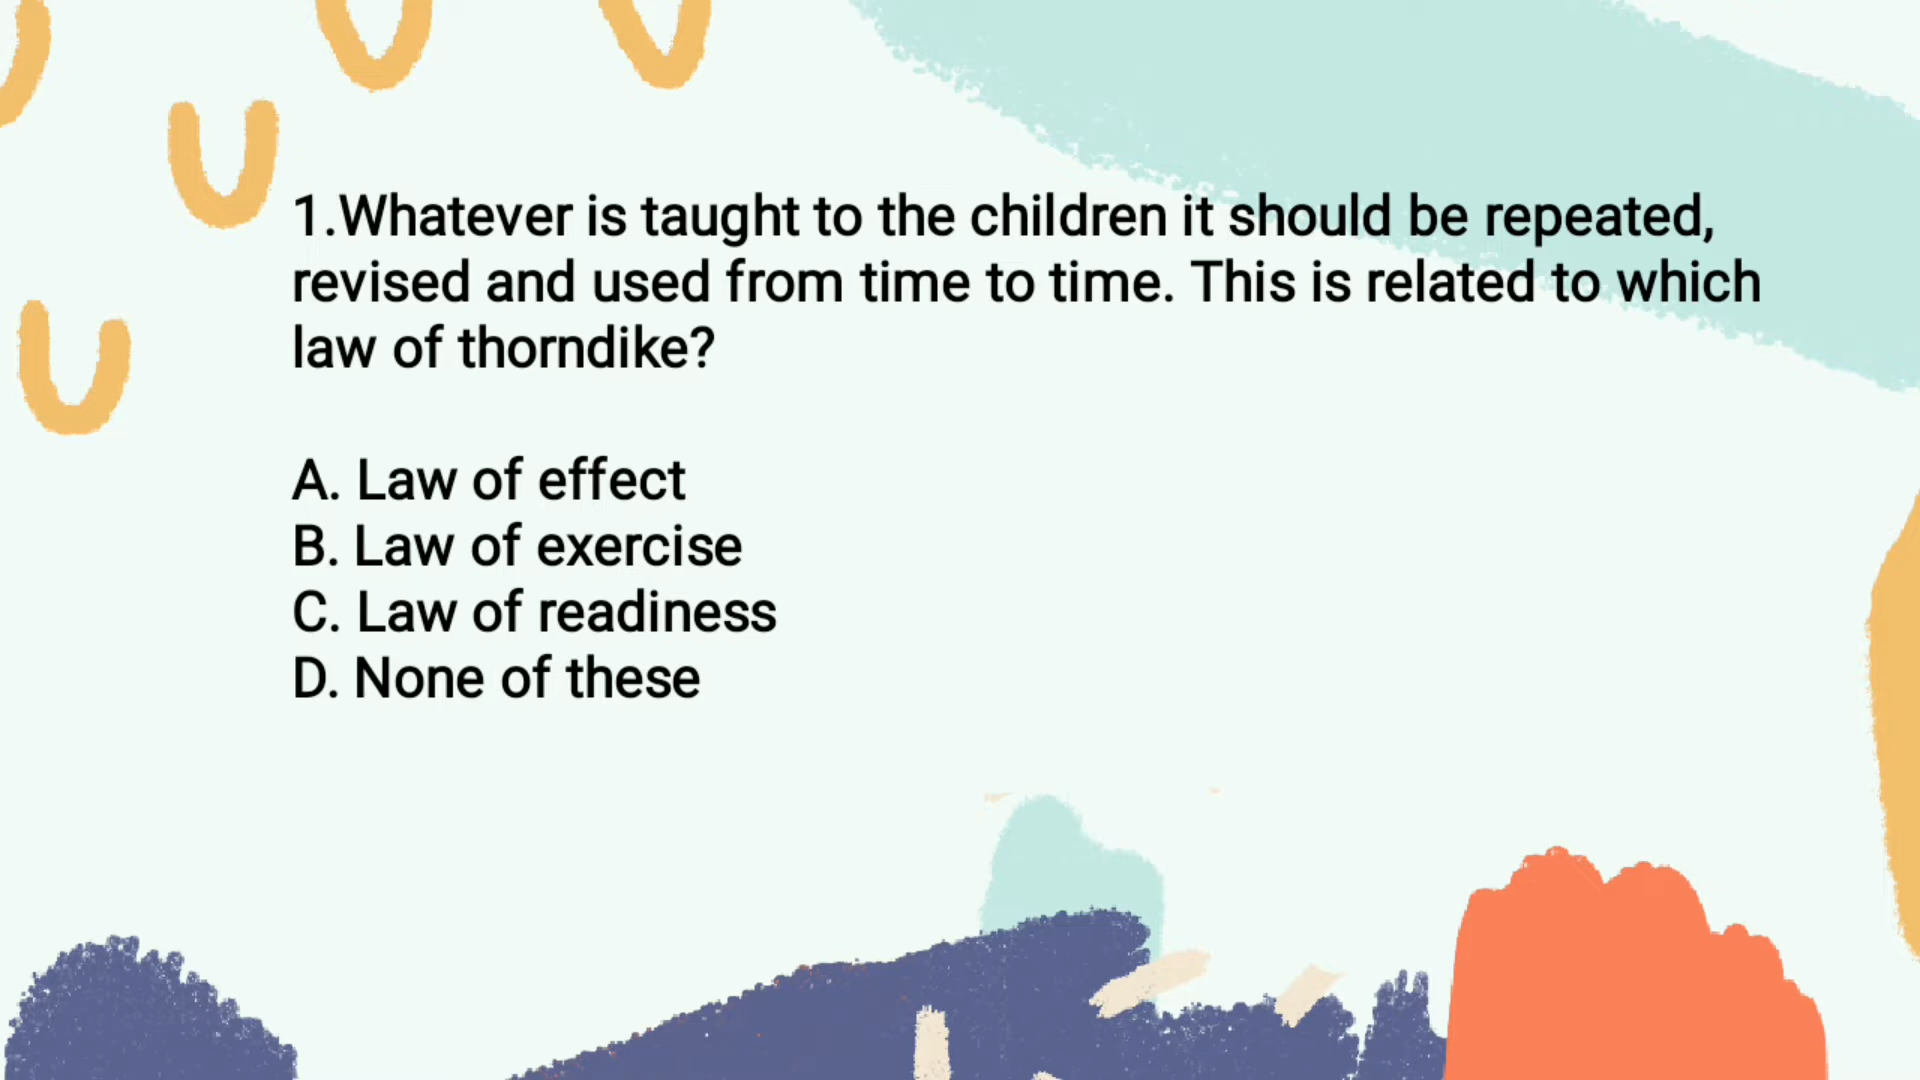 1.Whatever is taught to the children it should be repeated,
revised and used from time to time. This is related to which
law of thorndike?
A. Law of effect
B. Law of exercise
C. Law of readiness
D. None of these